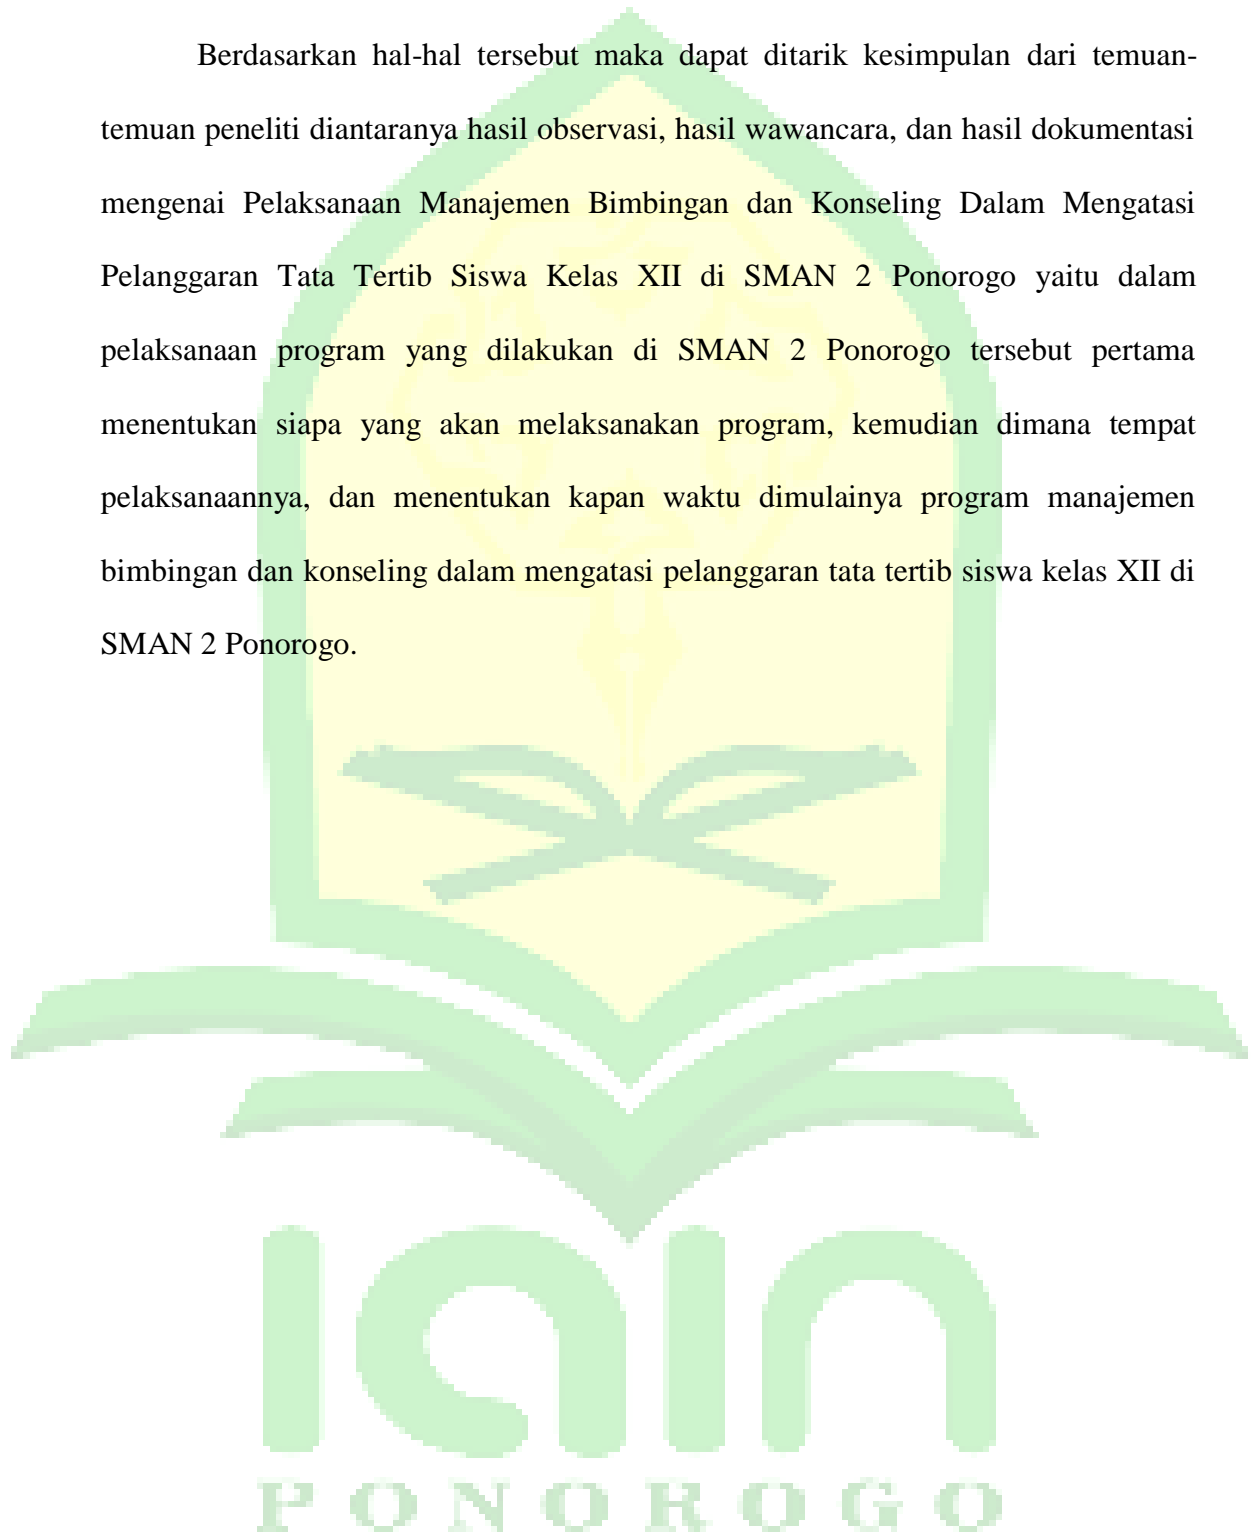 Berdasarkan hal-hal tersebut maka dapat ditarik kesimpulan dari temuan-
temuan peneliti diantaranya hasil observasi, hasil wawancara, dan hasil dokumentasi
mengenai Pelaksanaan Manajemen Bimbingan dan Konseling Dalam Mengatasi
Pelanggaran Tata Tertib Siswa Kelas XII di SMAN 2 Ponorogo yaitu dalam
pelaksanaan program yang dilakukan di SMAN 2 Ponorogo tersebut pertama
menentukan siapa yang akan melaksanakan program, kemudian dimana tempat
pelaksanaannya, dan menentukan kapan waktu dimulainya program manajemen
bimbingan dan konseling dalam mengatasi pelanggaran tata tertib siswa kelas XII di
SMAN 2 Ponorogo.
iain
PONOROGO